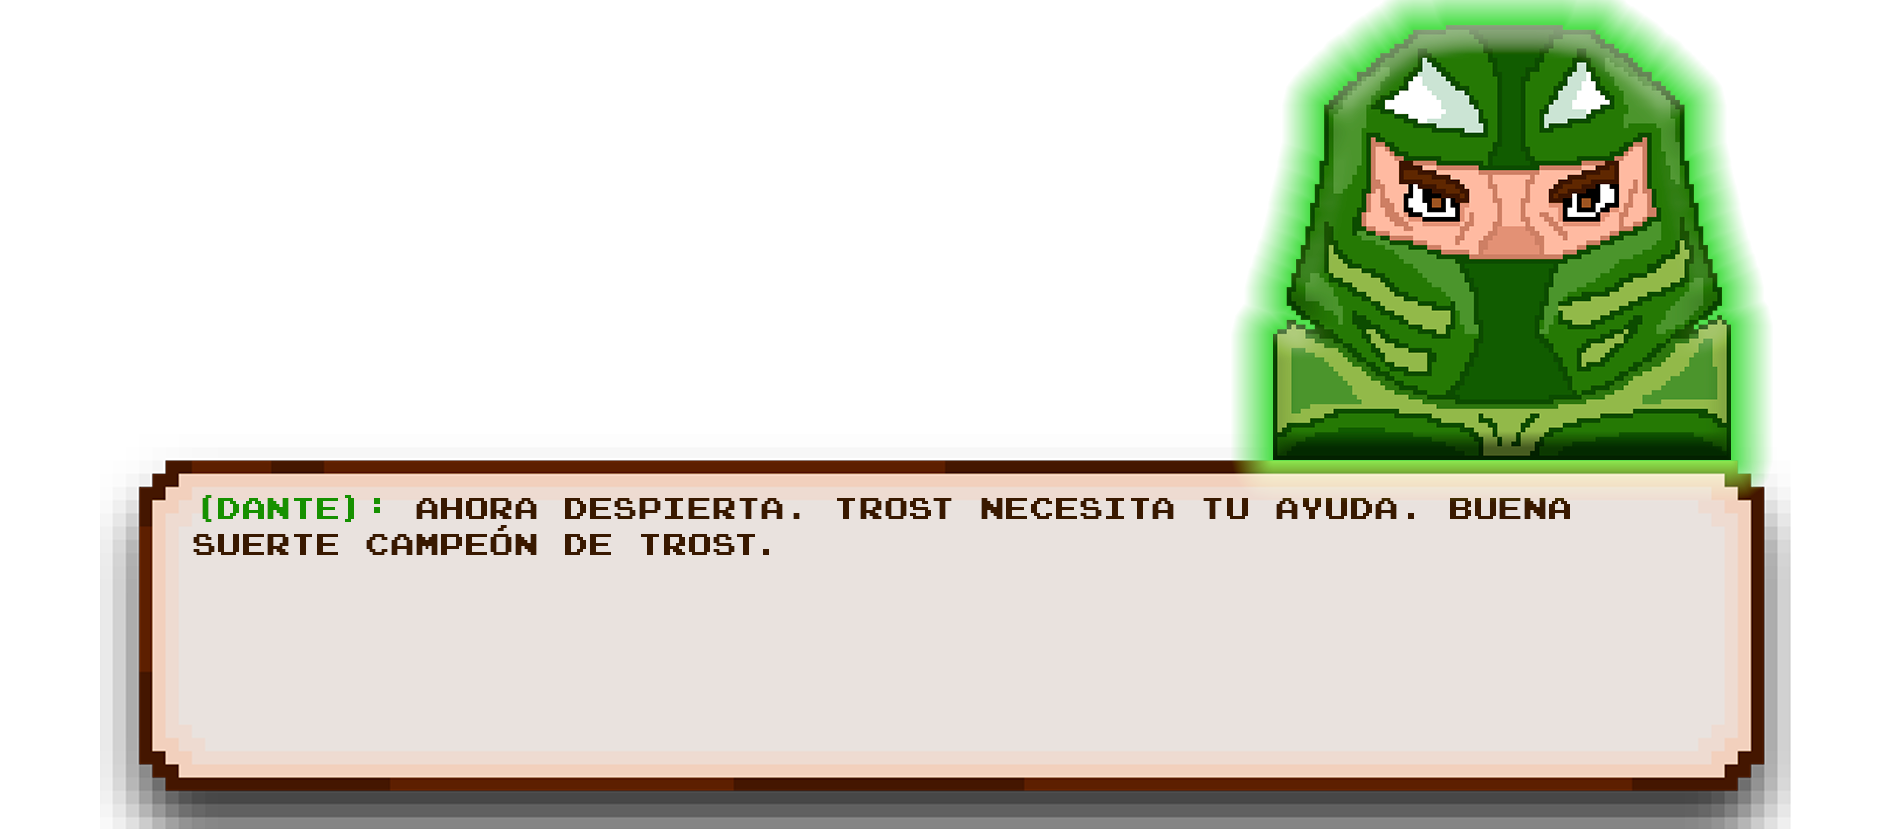 (DANTE): AHORA DESPIERTA. TROST NECESITA TU AYUDA. BUENA
SUERTE CAMPEÓN DE TROST.